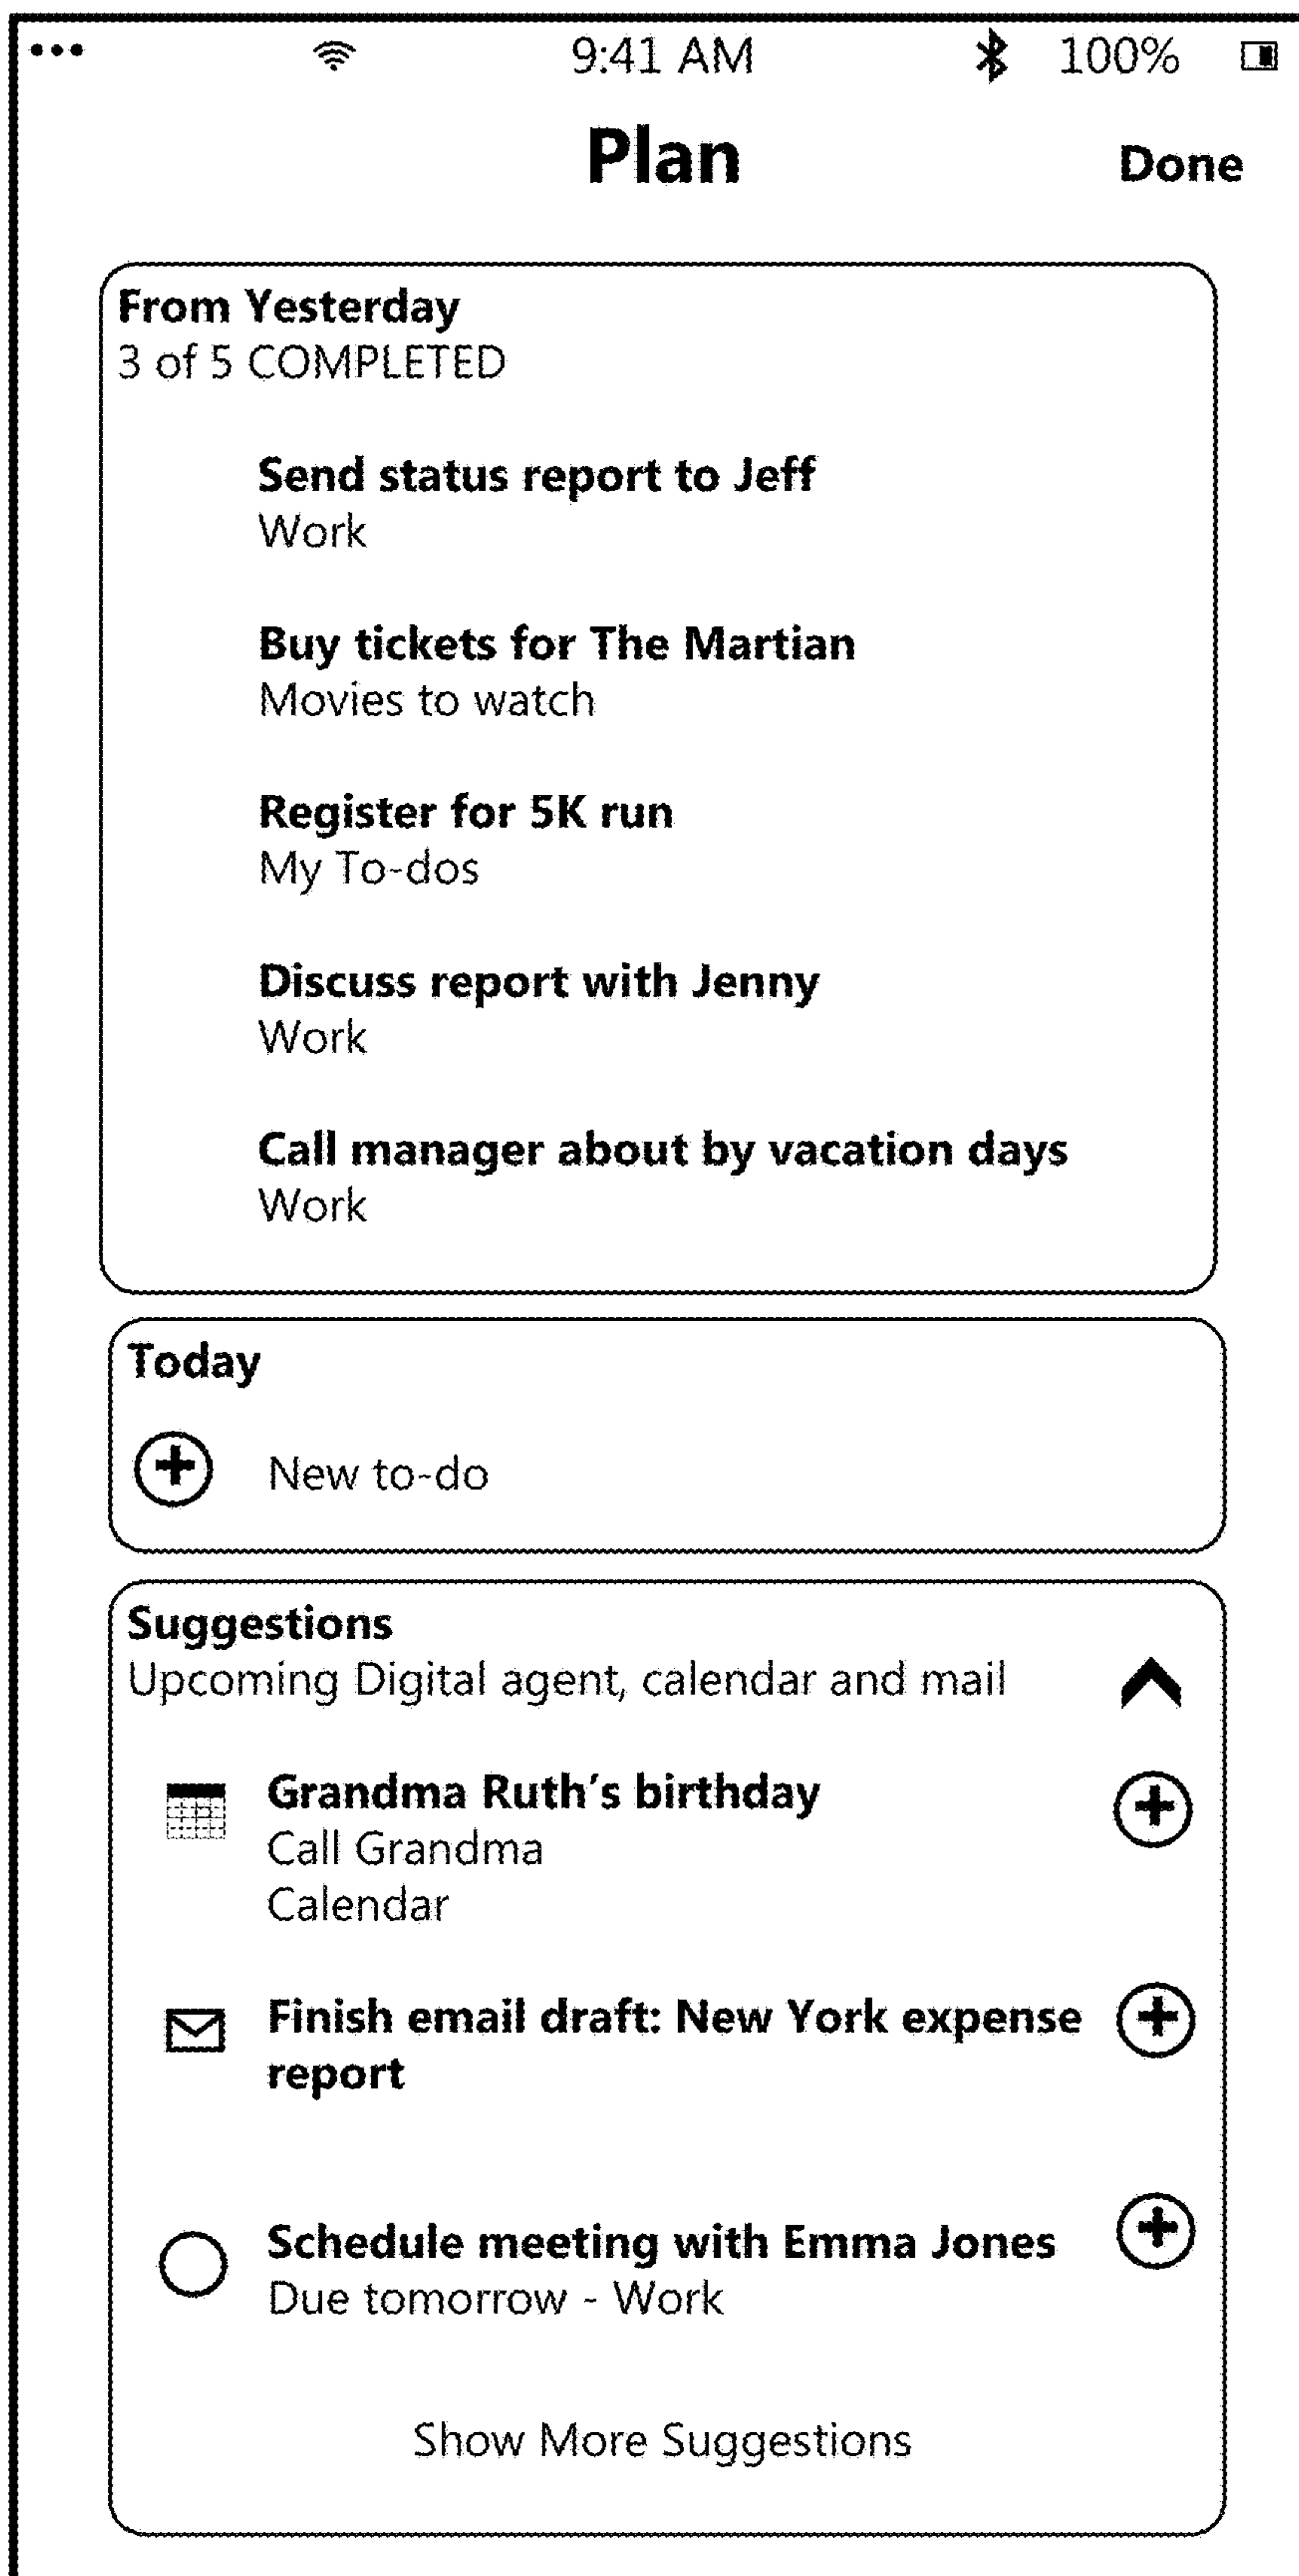 9:41 AM 100%
Plan
Done
From Yesterday
3 of 5 COMPLETED
Send status report to Jeff
Work
Buy tickets for The Martian
Movies to watch
Register for 5K run
My To-dos
Discuss report with Jenny
Work
Call manager about by vacation days
Work
Today
New to-do
Suggestions
Upcoming Digital agent, calendar and mail
Grandma Ruth’s birthday
Call Grandma
Calendar
Finish email draft: New York expense
report
Schedule meeting with Emma Jones
Due tomorrow - Work
Show More Suggestions